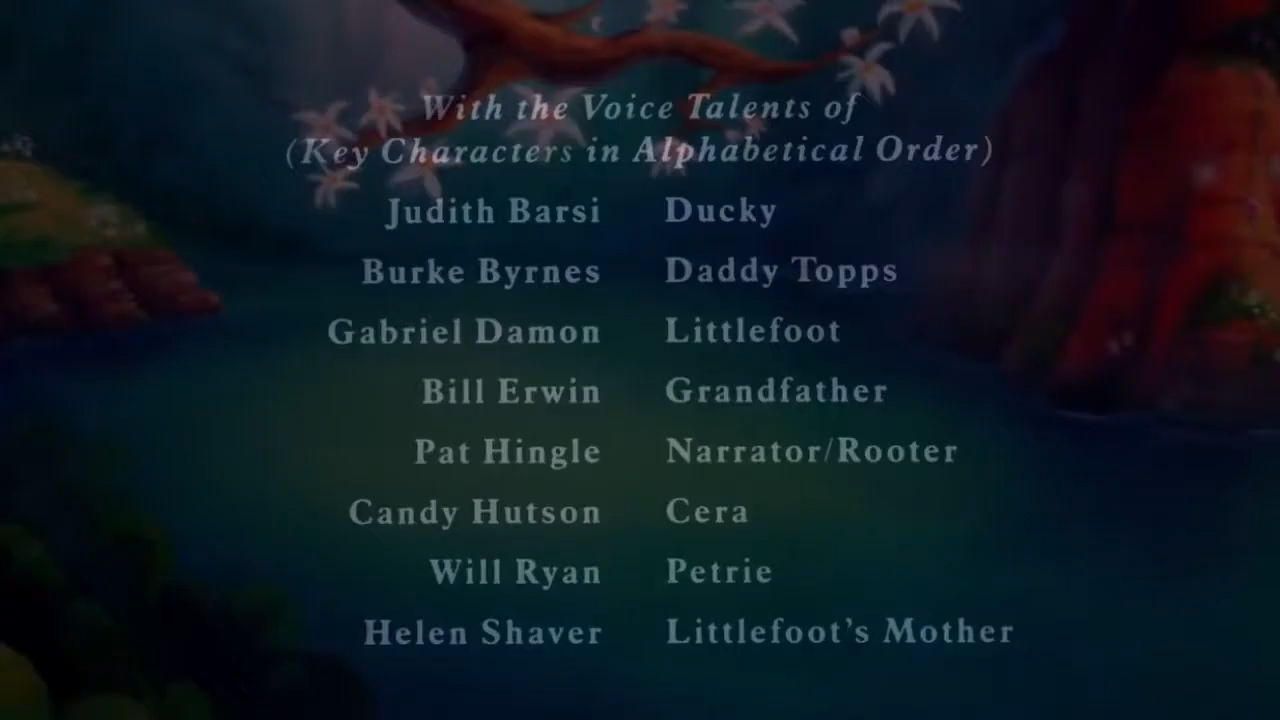 With the Voice Talents of
(Key Characters in Alphabetical Order)
Judith Barsi Ducky
Burke Byrnes Daddy Topps
Gabriel Damon Littlefoot
Bill Erwin Grandfather
Pat Hingle Narrator/Rooter
Candy Hutson Cera
Will Ryan Petrie
Helen Shaver Littlefoot's Mother